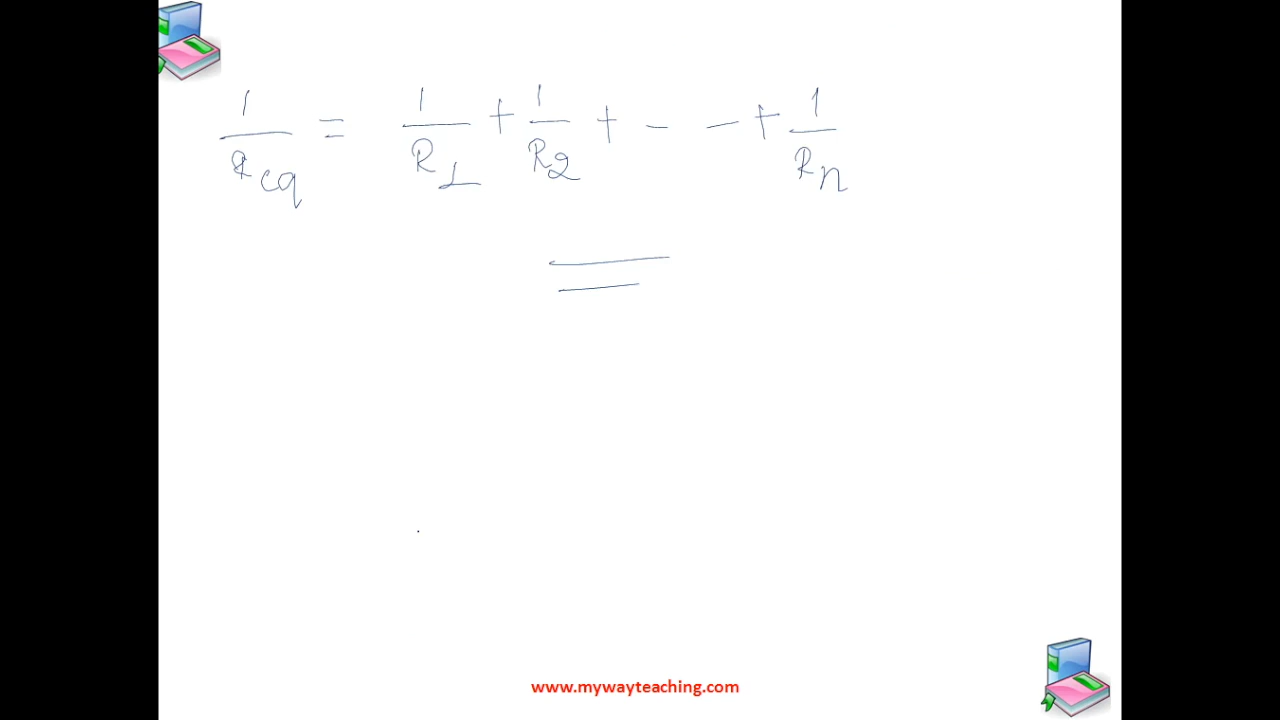 1/Req = 1/R1 + 1/R2 + - - + 1/Rn
www.mywayteaching.com